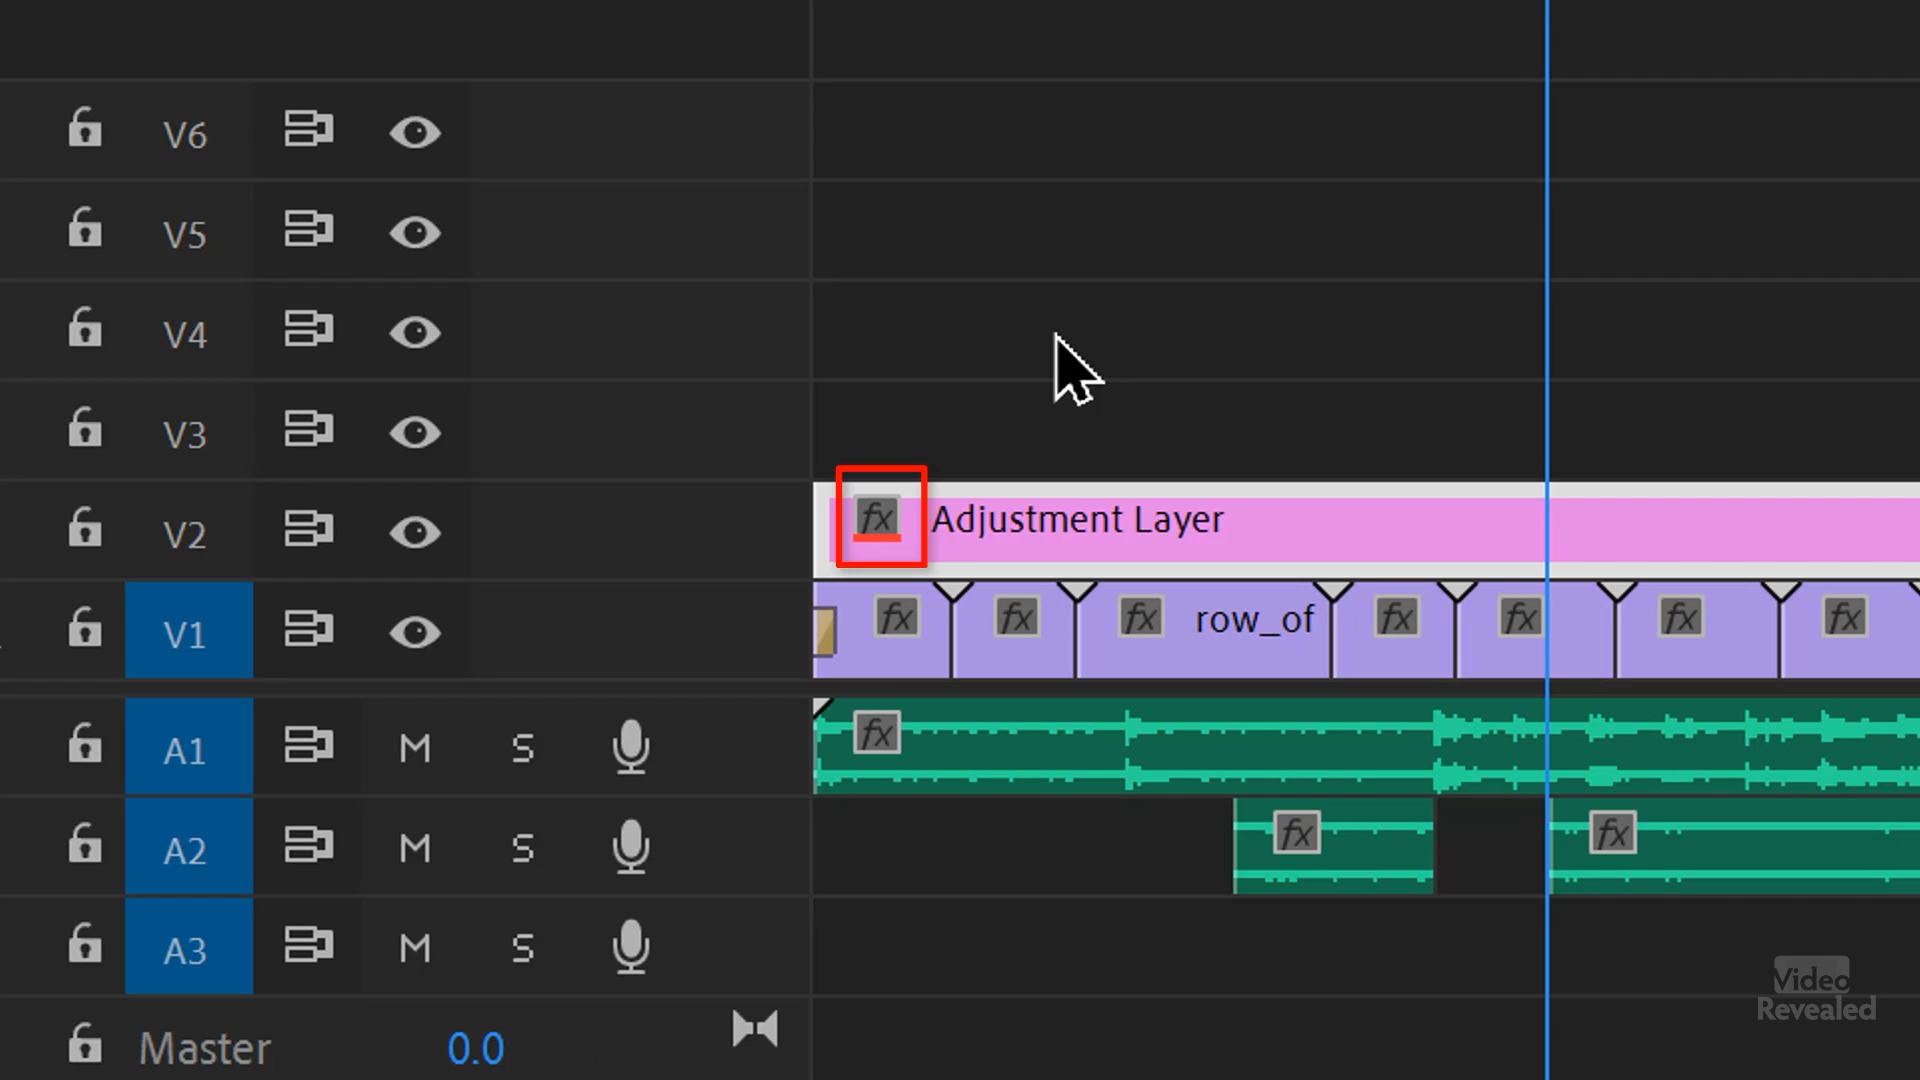 V6
V5
V4
V3
V2 fx Adjustment Layer
V1 fx fx fx row_of fx fx fx fx
A1 M S fx
A2 M S fx fx
A3 M S
Master 0.0
Video
Revealed